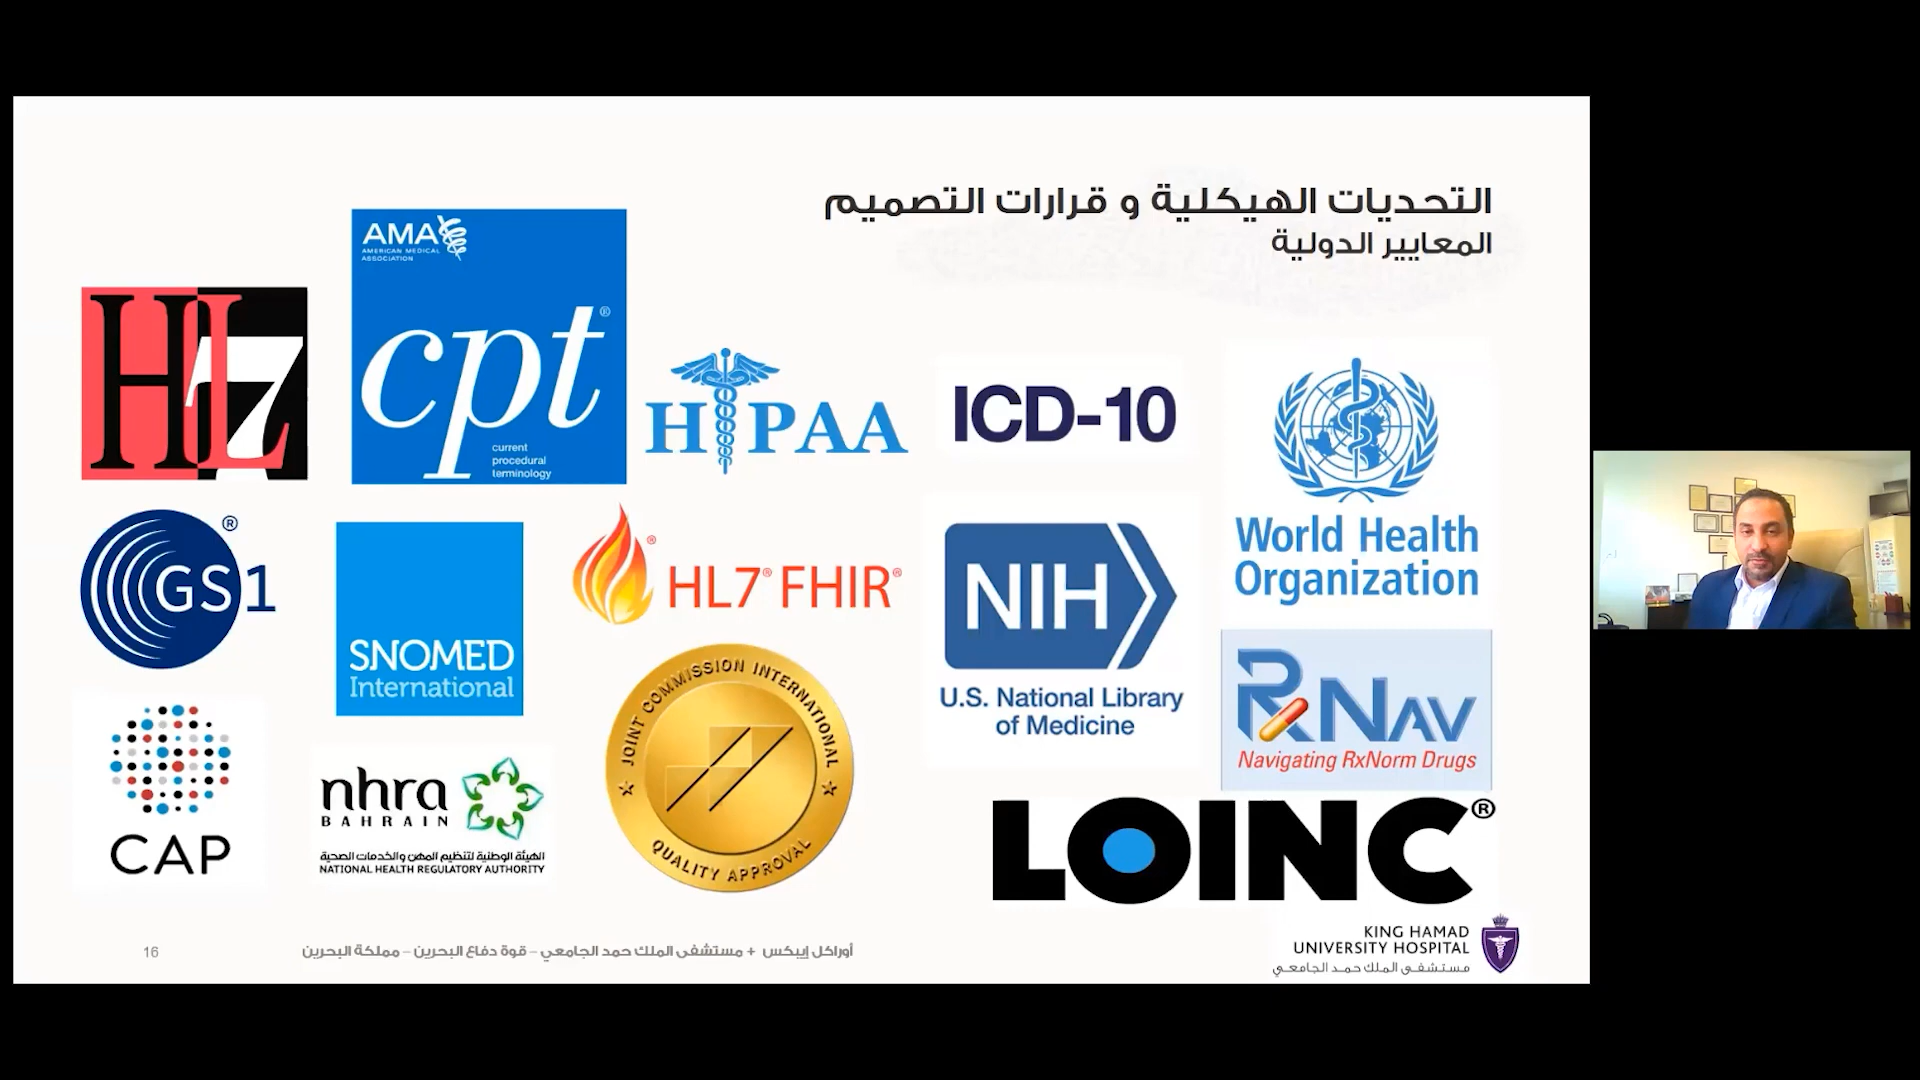 التحديات الهيكلية و قرارات التصميم
المعايير الدولية
AMA
AMERICAN MEDICAL
ASSOCIATION
cpt®
current
procedural
terminology
HL7
HIPAA
ICD-10
World Health
Organization
GS1®
SNOMED
International
HL7® FHIR®
NIH
U.S. National Library
of Medicine
JOINT COMMISSION INTERNATIONAL
QUALITY APPROVAL
RxNAV
Navigating RxNorm Drugs
CAP
nhra
BAHRAIN
الهيئة الوطنية لتنظيم المهن والخدمات الصحية
NATIONAL HEALTH REGULATORY AUTHORITY
LOINC®
KING HAMAD
UNIVERSITY HOSPITAL
مستشفى الملك حمد الجامعي
أوراكل إيبكس + مستشفى الملك حمد الجامعي – قوة دفاع البحرين – مملكة البحرين
16